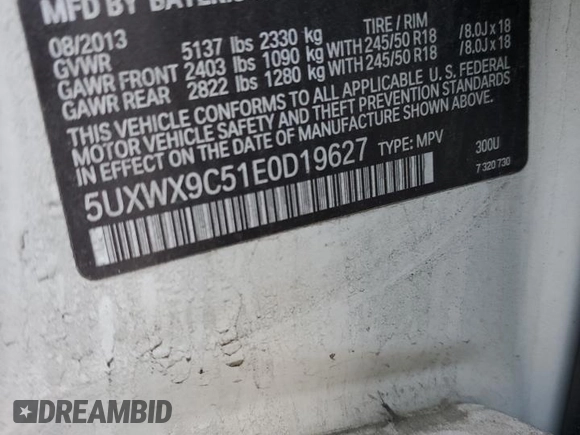 MFD BY BAYERIS
08/2013 TIRE / RIM
GVWR 5137 lbs 2330 kg
GAWR FRONT 2403 lbs 1090 kg WITH 245/50 R18 / 8.0J x 18
GAWR REAR 2822 lbs 1280 kg WITH 245/50 R18 / 8.0J x 18
THIS VEHICLE CONFORMS TO ALL APPLICABLE U. S. FEDERAL
MOTOR VEHICLE SAFETY AND THEFT PREVENTION STANDARDS
IN EFFECT ON THE DATE OF MANUFACTURE SHOWN ABOVE.
5UXWX9C51E0D19627 TYPE: MPV 300U
7 320 730
DREAMBID